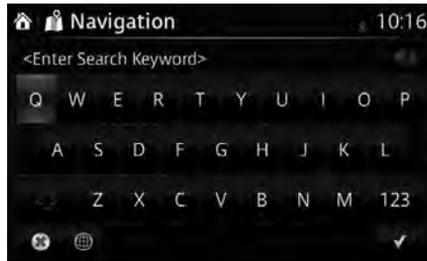 Navigation 10:16
<Enter Search Keyword>
Q W E R T Y U I O P
A S D F G H J K L
Z X C V B N M 123